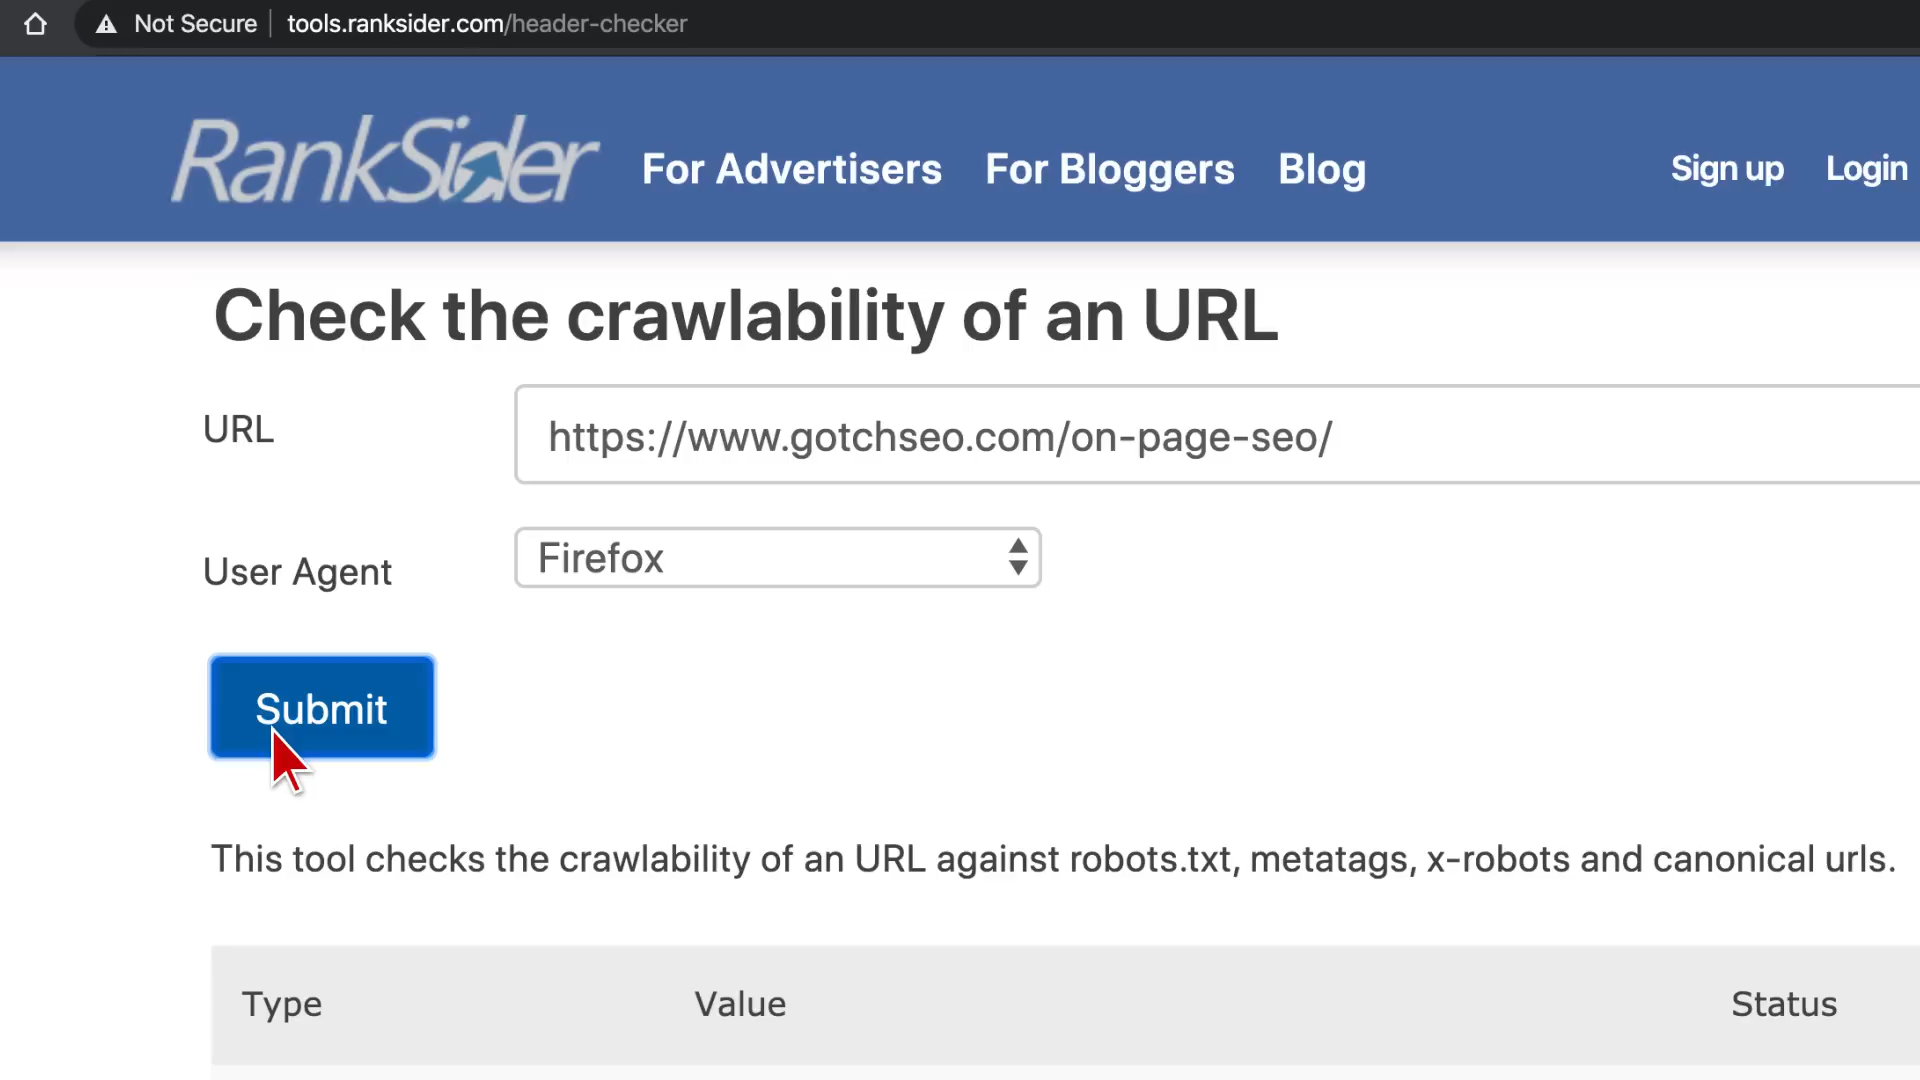 Not Secure tools.ranksider.com/header-checker
RankSider For Advertisers For Bloggers Blog Sign up Login
Check the crawlability of an URL
URL https://www.gotchseo.com/on-page-seo/
User Agent Firefox
Submit
This tool checks the crawlability of an URL against robots.txt, metatags, x-robots and canonical urls.
Type Value Status